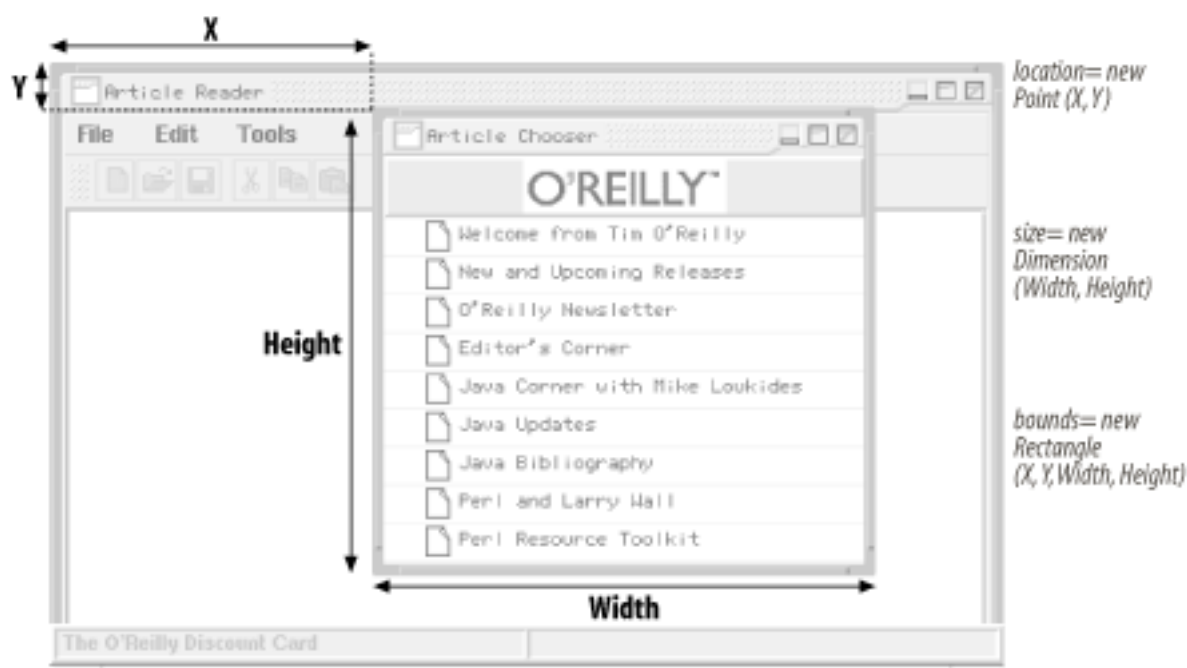 X
Y
Article Reader
location= new
Point (X, Y)
File Edit Tools
Article Chooser
O'REILLY™
Welcome from Tim O'Reilly
New and Upcoming Releases
O'Reilly Newsletter
Editor's Corner
Java Corner with Mike Loukides
Java Updates
Java Bibliography
Perl and Larry Wall
Perl Resource Toolkit
Height
Width
size= new
Dimension
(Width, Height)
bounds= new
Rectangle
(X, Y, Width, Height)
The O'Reilly Discount Card